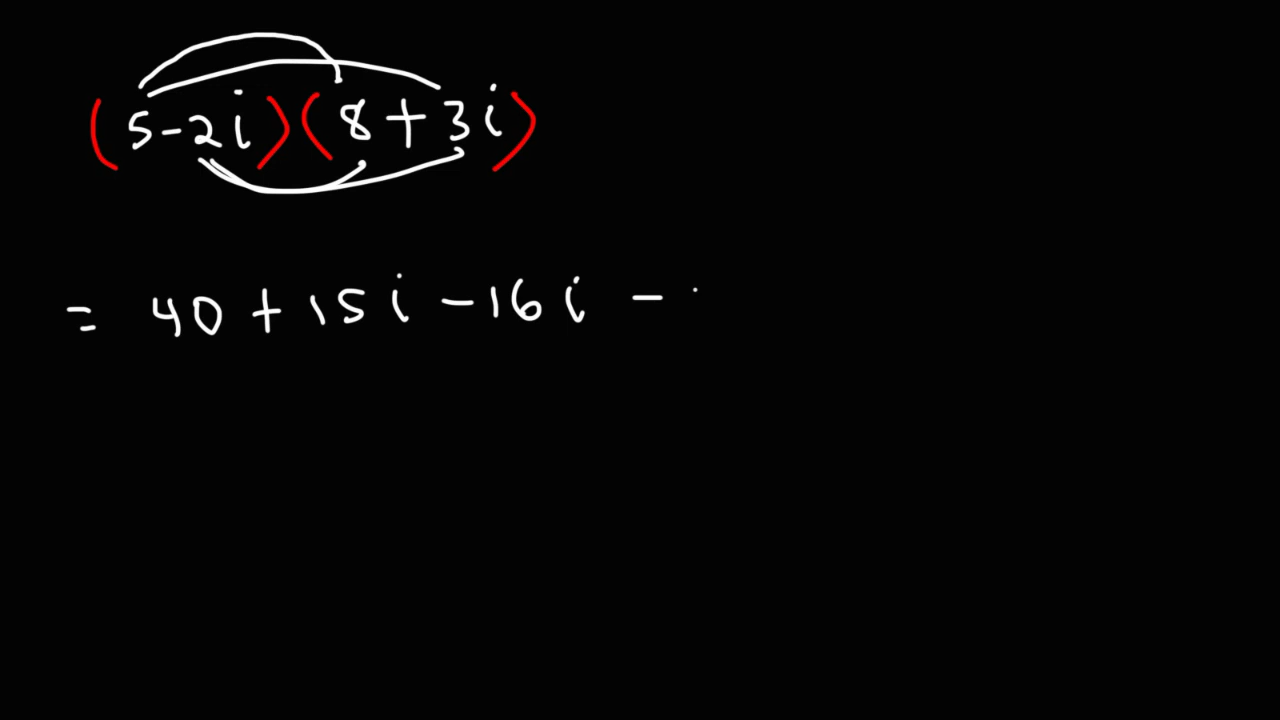 (5-2i)(8+3i)
= 40 + 15i - 16i -